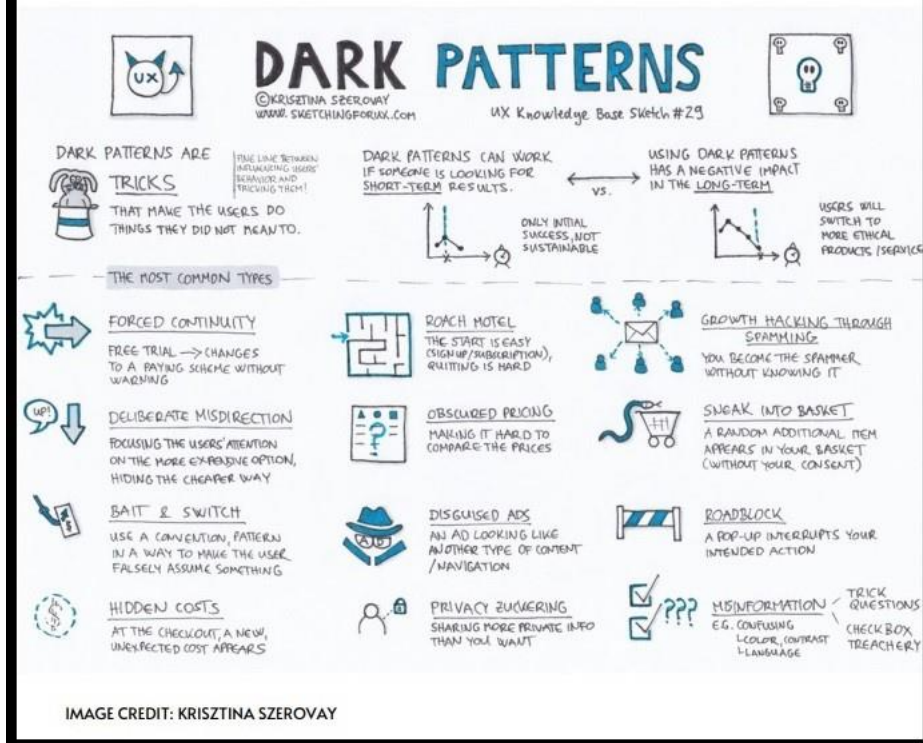 UX
DARK PATTERNS
©KRISZTINA SZEROVAY
WWW.SKETCHINGFORUX.COM
UX Knowledge Base Sketch #29
DARK PATTERNS ARE
TRICKS
THAT MAKE THE USERS DO
THINGS THEY DID NOT MEAN TO.
FINE LINE BETWEEN
INFLUENCING USERS'
BEHAVIOR AND
TRICKING THEM!
DARK PATTERNS CAN WORK
IF SOMEONE IS LOOKING FOR
SHORT-TERM RESULTS.
ONLY INITIAL
SUCCESS, NOT
SUSTAINABLE
VS.
USING DARK PATTERNS
HAS A NEGATIVE IMPACT
IN THE LONG-TERM
USERS WILL
SWITCH TO
MORE ETHICAL
PRODUCTS/SERVICE
THE MOST COMMON TYPES
FORCED CONTINUITY
FREE TRIAL → CHANGES
TO A PAYING SCHEME WITHOUT
WARNING
ROACH MOTEL
THE START IS EASY
(SIGN UP/SUBSCRIPTION),
QUITTING IS HARD
GROWTH HACKING THROUGH
SPAMMING
YOU BECOME THE SPAMMER
WITHOUT KNOWING IT
UP!
DELIBERATE MISDIRECTION
FOCUSING THE USERS' ATTENTION
ON THE MORE EXPENSIVE OPTION,
HIDING THE CHEAPER WAY
?
OBSCURED PRICING
MAKING IT HARD TO
COMPARE THE PRICES
SNEAK INTO BASKET
A RANDOM ADDITIONAL ITEM
APPEARS IN YOUR BASKET
(WITHOUT YOUR CONSENT)
BAIT & SWITCH
USE A CONVENTION, PATTERN
IN A WAY TO MAKE THE USER
FALSELY ASSUME SOMETHING
AD
DISGUISED ADS
AN AD LOOKING LIKE
ANOTHER TYPE OF CONTENT
/NAVIGATION
ROADBLOCK
A POP-UP INTERRUPTS YOUR
INTENDED ACTION
$
HIDDEN COSTS
AT THE CHECKOUT, A NEW,
UNEXPECTED COST APPEARS
PRIVACY ZUCKERING
SHARING MORE PRIVATE INFO
THAN YOU WANT
???
MISINFORMATION
E.G. CONFUSING
COLOR, CONTRAST
LANGUAGE
TRICK
QUESTIONS
CHECKBOX
TREACHERY
IMAGE CREDIT: KRISZTINA SZEROVAY